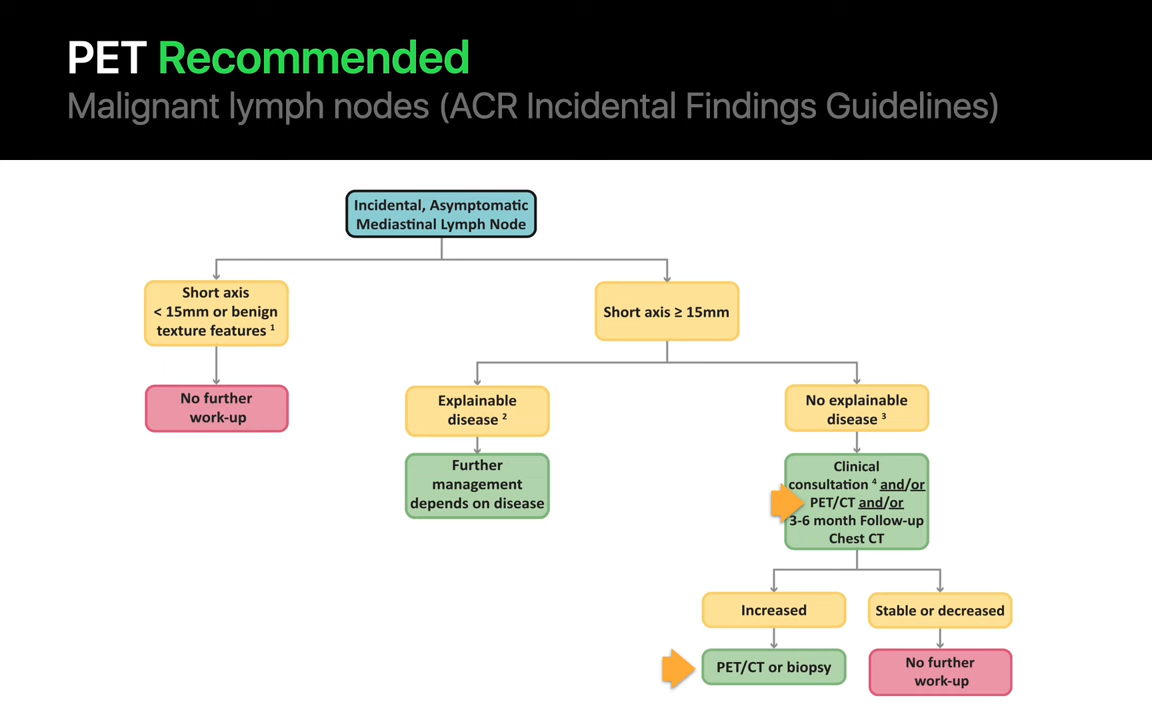 PET Recommended
Malignant lymph nodes (ACR Incidental Findings Guidelines)
Incidental, Asymptomatic
Mediastinal Lymph Node
Short axis
< 15mm or benign
texture features ¹
Short axis ≥ 15mm
No further
work-up
Explainable
disease ²
No explainable
disease ³
Further
management
depends on disease
Clinical
consultation ⁴ and/or
PET/CT and/or
3-6 month Follow-up
Chest CT
Increased
Stable or decreased
PET/CT or biopsy
No further
work-up